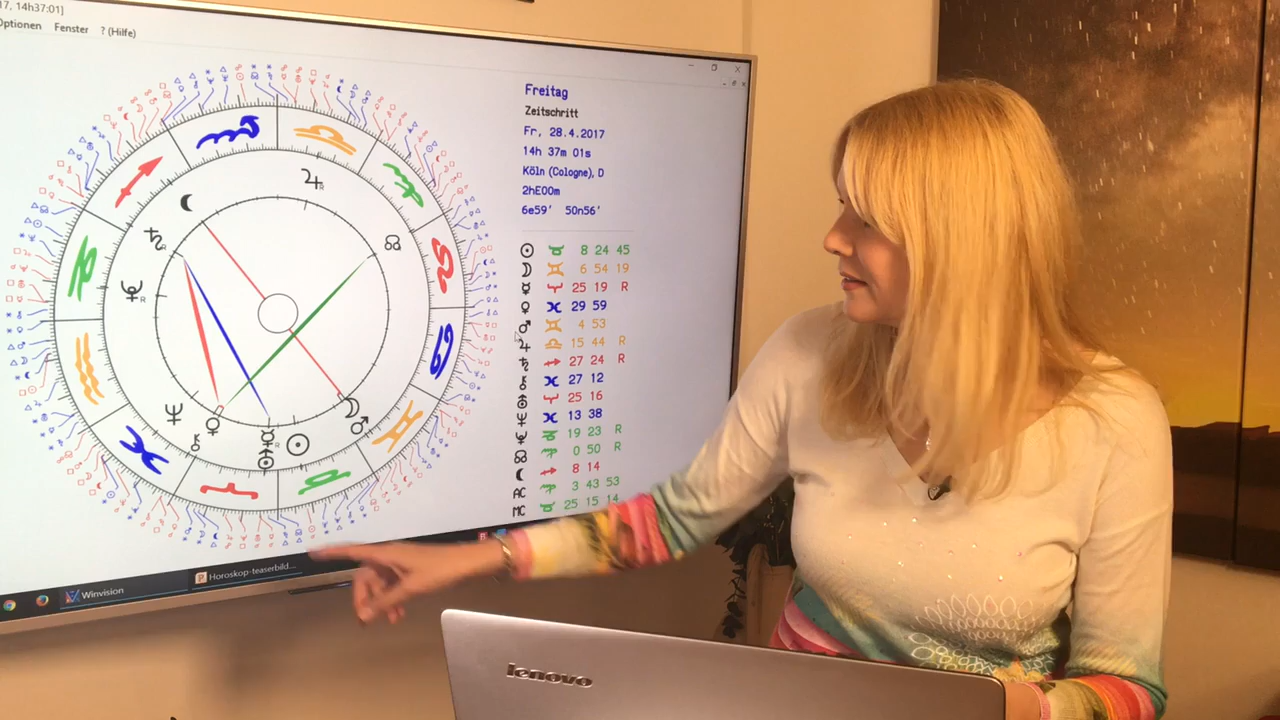 17, 14h37:01]
Optionen Fenster ? (Hilfe)
Freitag
Zeitschritt
Fr, 28.4.2017
14h 37m 01s
Köln (Cologne), D
2hE00m
6e59' 50n56'
8 24 45
6 54 19
25 19 R
29 59
4 53
15 44 R
27 24 R
27 12
25 16
13 38
19 23 R
0 50 R
8 14
AC 3 43 53
MC 25 15 14
Winvision
Horoskop-teaserbild...
lenovo